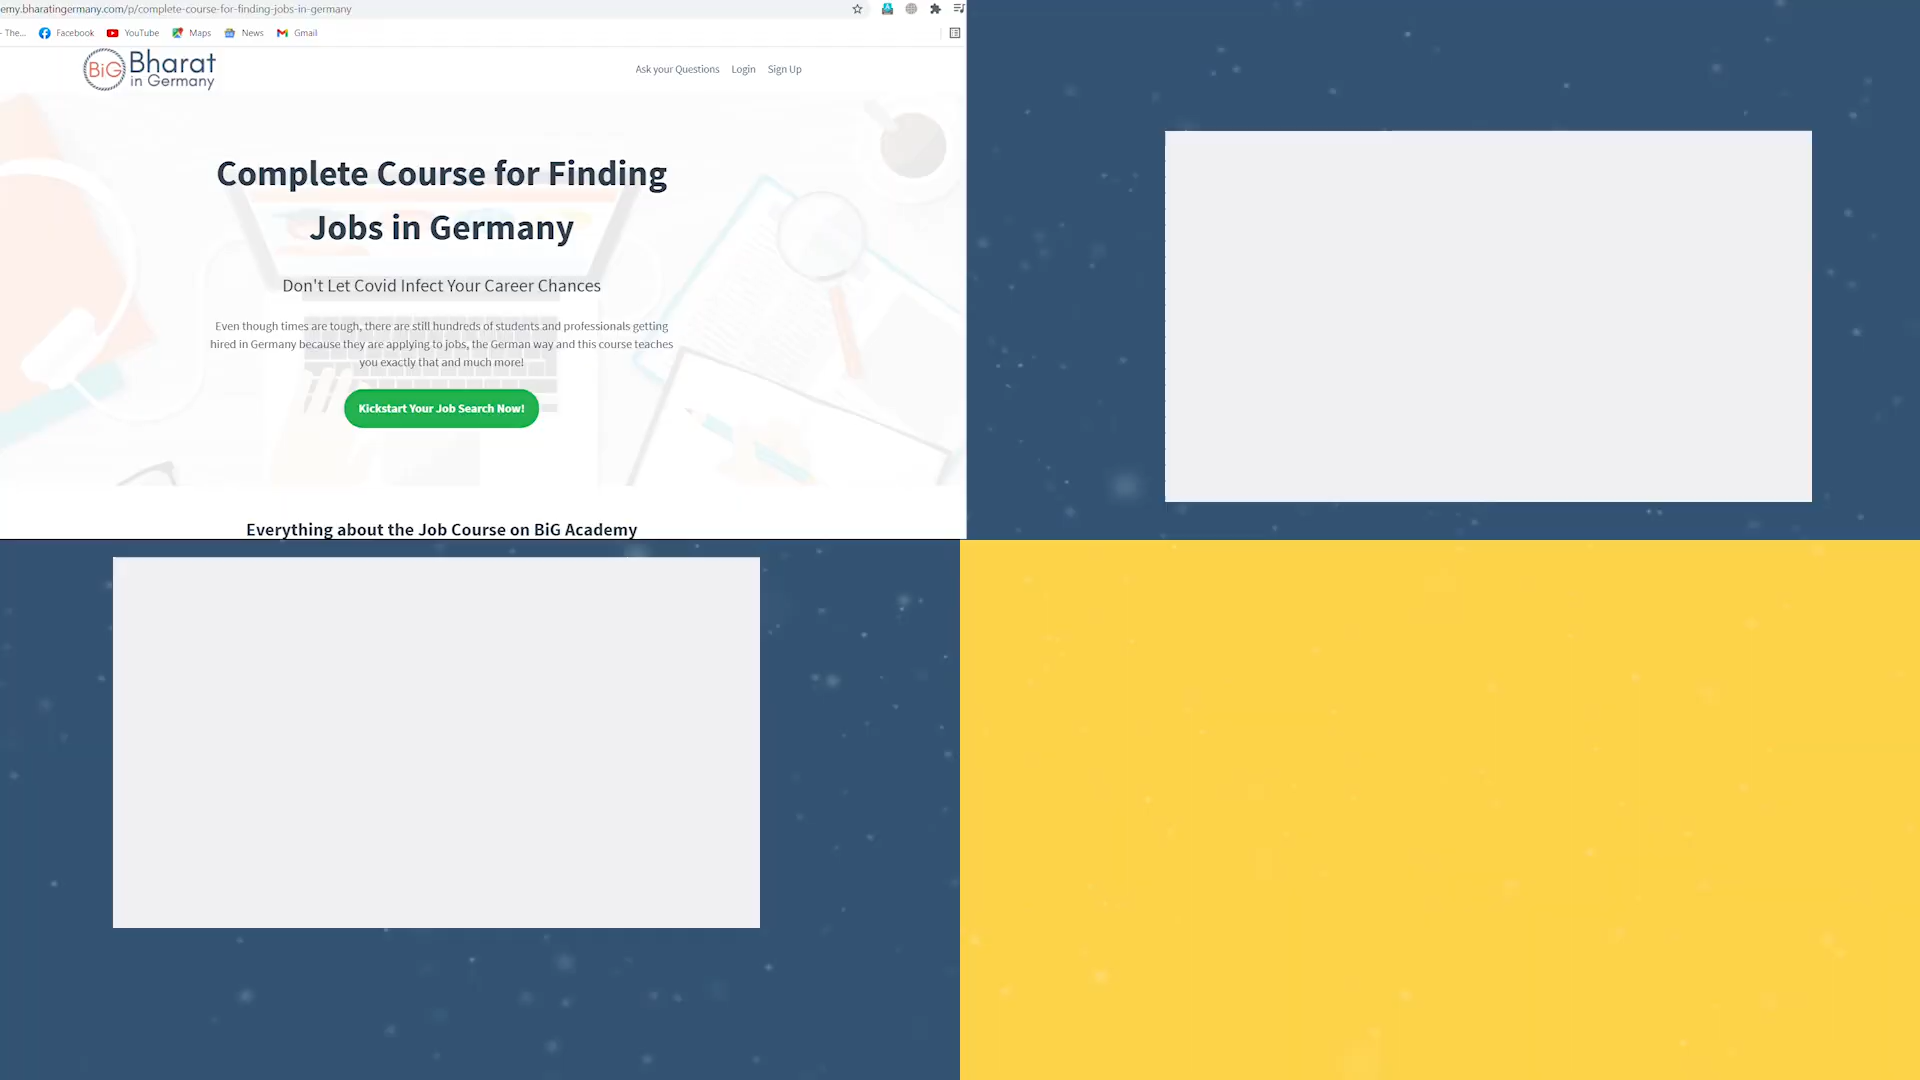 emy.bharatingermany.com/p/complete-course-for-finding-jobs-in-germany
The... Facebook YouTube Maps News Gmail
BiG Bharat
in Germany
Ask your Questions Login Sign Up
Complete Course for Finding
Jobs in Germany
Don't Let Covid Infect Your Career Chances
Even though times are tough, there are still hundreds of students and professionals getting
hired in Germany because they are applying to jobs, the German way and this course teaches
you exactly that and much more!
Kickstart Your Job Search Now!
Everything about the Job Course on BiG Academy